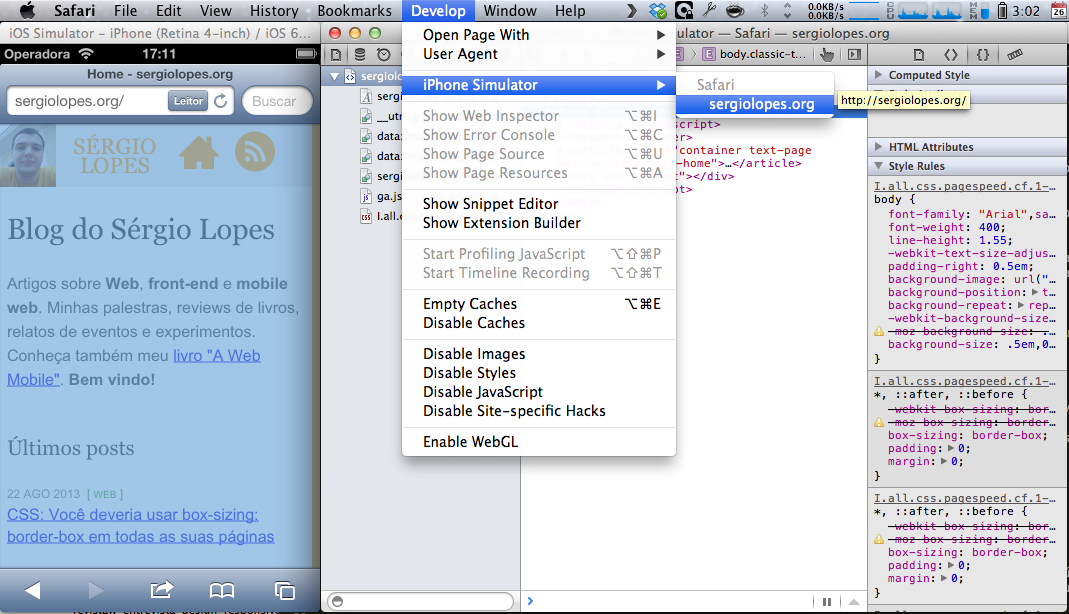 Safari File Edit View History Bookmarks Develop Window Help
0.0KB/s
0.0KB/s
CPU
MEM
3:02
26
iOS Simulator - iPhone (Retina 4-inch) / iOS 6...
Operadora 17:11
Home - sergiolopes.org
sergiolopes.org/ Leitor Buscar
SÉRGIO
LOPES
Blog do Sérgio Lopes
Artigos sobre Web, front-end e mobile
web. Minhas palestras, reviews de livros,
relatos de eventos e experimentos.
Conheça também meu livro "A Web
Mobile". Bem vindo!
Últimos posts
22 AGO 2013 [ WEB ]
CSS: Você deveria usar box-sizing:
border-box em todas as suas páginas
ulator — Safari — sergiolopes.org
E body.classic-t...
sergiolo
sergi
__utr
data:
data:
sergi
ga.js
l.all.c
Open Page With
User Agent
iPhone Simulator
Show Web Inspector ⌥⌘I
Show Error Console ⌥⌘C
Show Page Source ⌥⌘U
Show Page Resources ⌥⌘A
Show Snippet Editor
Show Extension Builder
Start Profiling JavaScript ⌥⇧⌘P
Start Timeline Recording ⌥⇧⌘T
Empty Caches ⌥⌘E
Disable Caches
Disable Images
Disable Styles
Disable JavaScript
Disable Site-specific Hacks
Enable WebGL
Safari
sergiolopes.org
http://sergiolopes.org/
script>
er>
"container text-page
-home">…</article>
t"></div>
pt>
Computed Style
HTML Attributes
Style Rules
I.all.css.pagespeed.cf.1-…
body {
font-family: "Arial",sa…
font-weight: 400;
line-height: 1.55;
-webkit-text-size-adjus…
padding-right: 0.5em;
background-image: url("…
background-position: t…
background-repeat: rep…
-webkit-background-size…
-moz-background-size: .…
background-size: .5em,0…
}
I.all.css.pagespeed.cf.1-…
*, ::after, ::before {
-webkit-box-sizing: bor…
-moz-box-sizing: border…
box-sizing: border-box;
padding: 0;
margin: 0;
}
I.all.css.pagespeed.cf.1-…
*, ::after, ::before {
-webkit-box-sizing: bor…
-moz-box-sizing: border…
box-sizing: border-box;
padding: 0;
margin: 0;
}